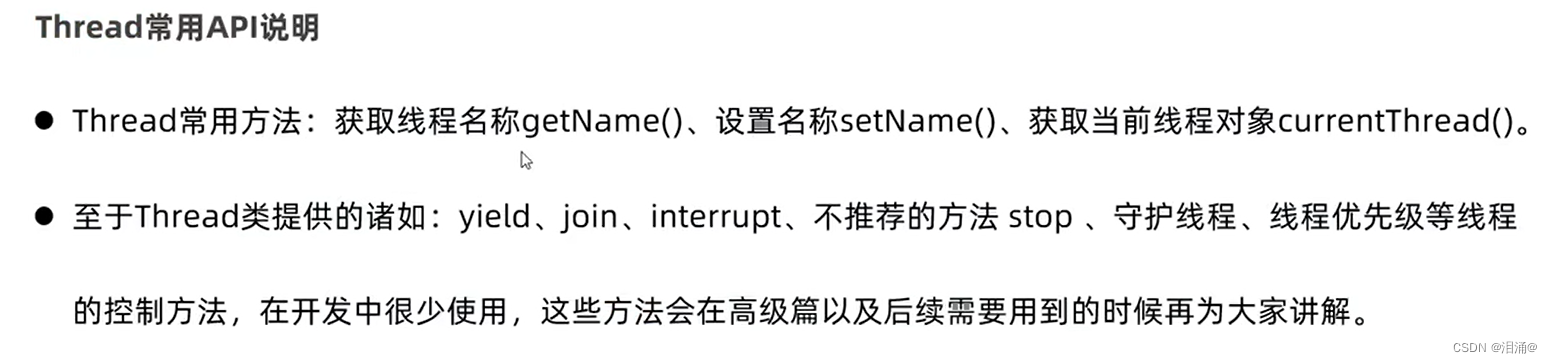 Thread常用API说明
● Thread常用方法：获取线程名称getName()、设置名称setName()、获取当前线程对象currentThread()。
● 至于Thread类提供的诸如：yield、join、interrupt、不推荐的方法 stop 、守护线程、线程优先级等线程
的控制方法，在开发中很少使用，这些方法会在高级篇以及后续需要用到的时候再为大家讲解。
CSDN @泪涌@